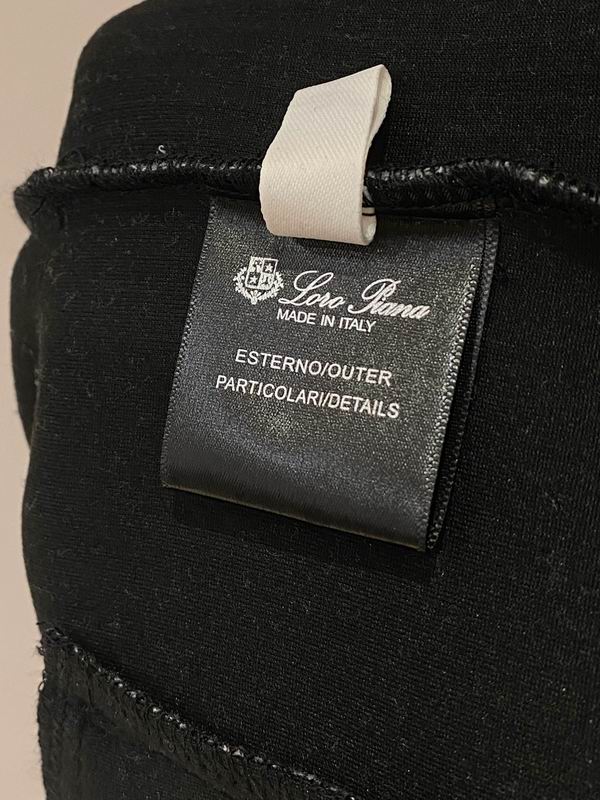 Loro Piana
MADE IN ITALY
ESTERNO/OUTER
PARTICOLARI/DETAILS